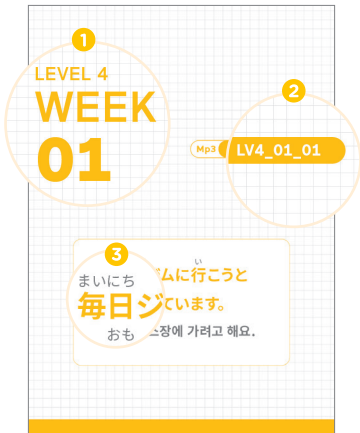 1
LEVEL 4
WEEK
01
2
Mp3 LV4_01_01
3
まいにち い
毎日ジムに行こうと
おも
ています。
장에 가려고 해요.